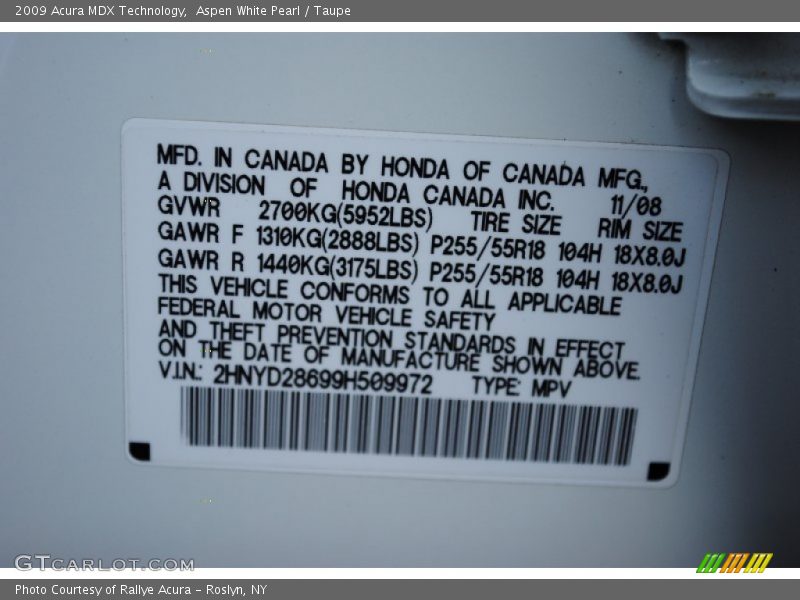 2009 Acura MDX Technology, Aspen White Pearl / Taupe
MFD. IN CANADA BY HONDA OF CANADA MFG.,
A DIVISION OF HONDA CANADA INC. 11/08
GVWR 2700KG(5952LBS) TIRE SIZE RIM SIZE
GAWR F 1310KG(2888LBS) P255/55R18 104H 18X8.0J
GAWR R 1440KG(3175LBS) P255/55R18 104H 18X8.0J
THIS VEHICLE CONFORMS TO ALL APPLICABLE
FEDERAL MOTOR VEHICLE SAFETY
AND THEFT PREVENTION STANDARDS IN EFFECT
ON THE DATE OF MANUFACTURE SHOWN ABOVE.
V.I.N.: 2HNYD28699H509972 TYPE: MPV
GTCARLOT.COM
Photo Courtesy of Rallye Acura - Roslyn, NY